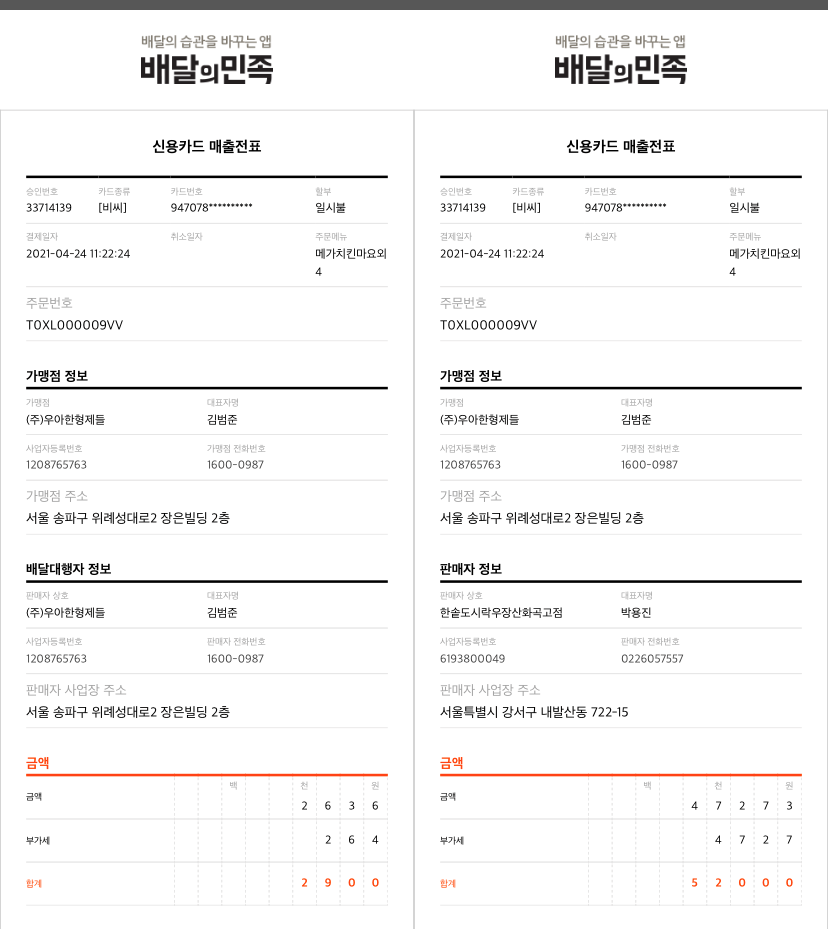 배달의 습관을 바꾸는 앱
배달의민족
신용카드 매출전표
승인번호 카드종류 카드번호 할부
33714139 [비씨] 947078********** 일시불
결제일자 취소일자 주문메뉴
2021-04-24 11:22:24 메가치킨마요외
4
주문번호
T0XL000009VV
가맹점 정보
가맹점 대표자명
(주)우아한형제들 김범준
사업자등록번호 가맹점 전화번호
1208765763 1600-0987
가맹점 주소
서울 송파구 위례성대로2 장은빌딩 2층
배달대행자 정보
판매자 상호 대표자명
(주)우아한형제들 김범준
사업자등록번호 판매자 전화번호
1208765763 1600-0987
판매자 사업장 주소
서울 송파구 위례성대로2 장은빌딩 2층
금액
백 천 원
금액 2 6 3 6
부가세 2 6 4
합계 2 9 0 0
배달의 습관을 바꾸는 앱
배달의민족
신용카드 매출전표
승인번호 카드종류 카드번호 할부
33714139 [비씨] 947078********** 일시불
결제일자 취소일자 주문메뉴
2021-04-24 11:22:24 메가치킨마요외
4
주문번호
T0XL000009VV
가맹점 정보
가맹점 대표자명
(주)우아한형제들 김범준
사업자등록번호 가맹점 전화번호
1208765763 1600-0987
가맹점 주소
서울 송파구 위례성대로2 장은빌딩 2층
판매자 정보
판매자 상호 대표자명
한솥도시락우장산화곡고점 박용진
사업자등록번호 판매자 전화번호
6193800049 0226057557
판매자 사업장 주소
서울특별시 강서구 내발산동 722-15
금액
백 천 원
금액 4 7 2 7 3
부가세 4 7 2 7
합계 5 2 0 0 0